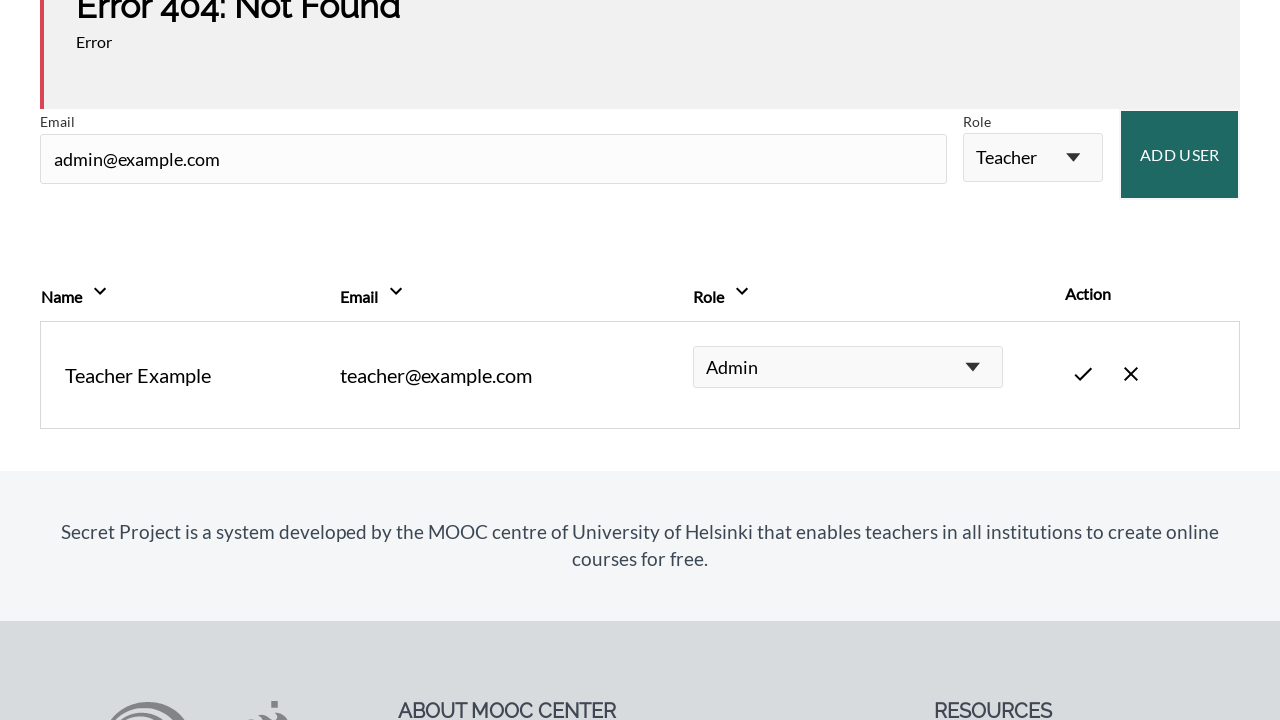 Error 404: Not Found
Error
Email
Role
admin@example.com
Teacher
ADD USER
Name
Email
Role
Action
Teacher Example
teacher@example.com
Admin
Secret Project is a system developed by the MOOC centre of University of Helsinki that enables teachers in all institutions to create online
courses for free.
ABOUT MOOC CENTER
RESOURCES